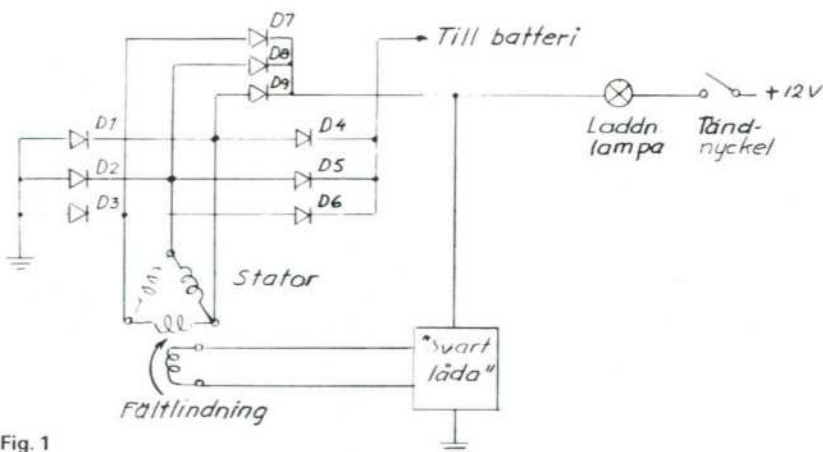 D7
D8
D9
Till batteri
+12V
Laddn. lampa
Tänd-nyckel
D1
D4
D2
D5
D3
D6
Stator
"Svart låda"
Fältlindning
Fig. 1